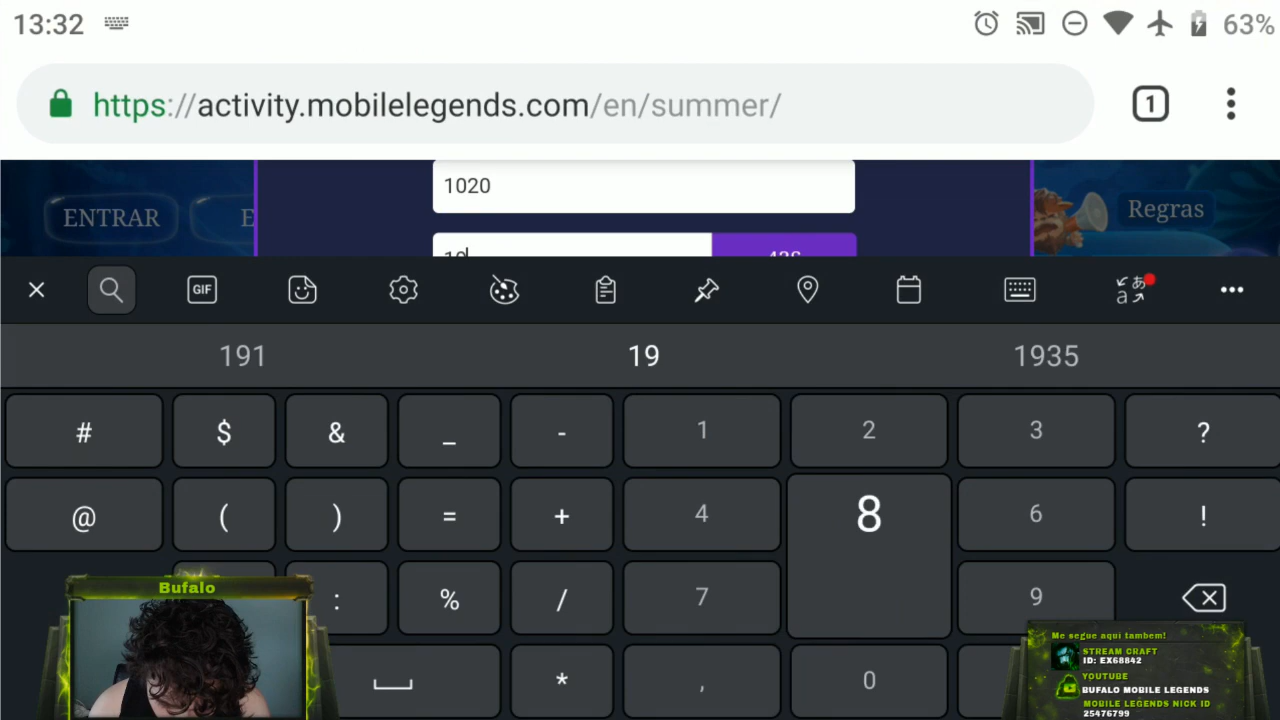 13:32 63%
https://activity.mobilelegends.com/en/summer/ 1
1020
ENTRAR E Regras
GIF
191 19 1935
# $ & _ - 1 2 3 ?
@ ( ) = + 4 8 6 !
: % / 7 9
* , 0
Bufalo
Me segue aqui tambem!
STREAM CRAFT
ID: EX68842
YOUTUBE
BUFALO MOBILE LEGENDS
MOBILE LEGENDS NICK ID
25476799